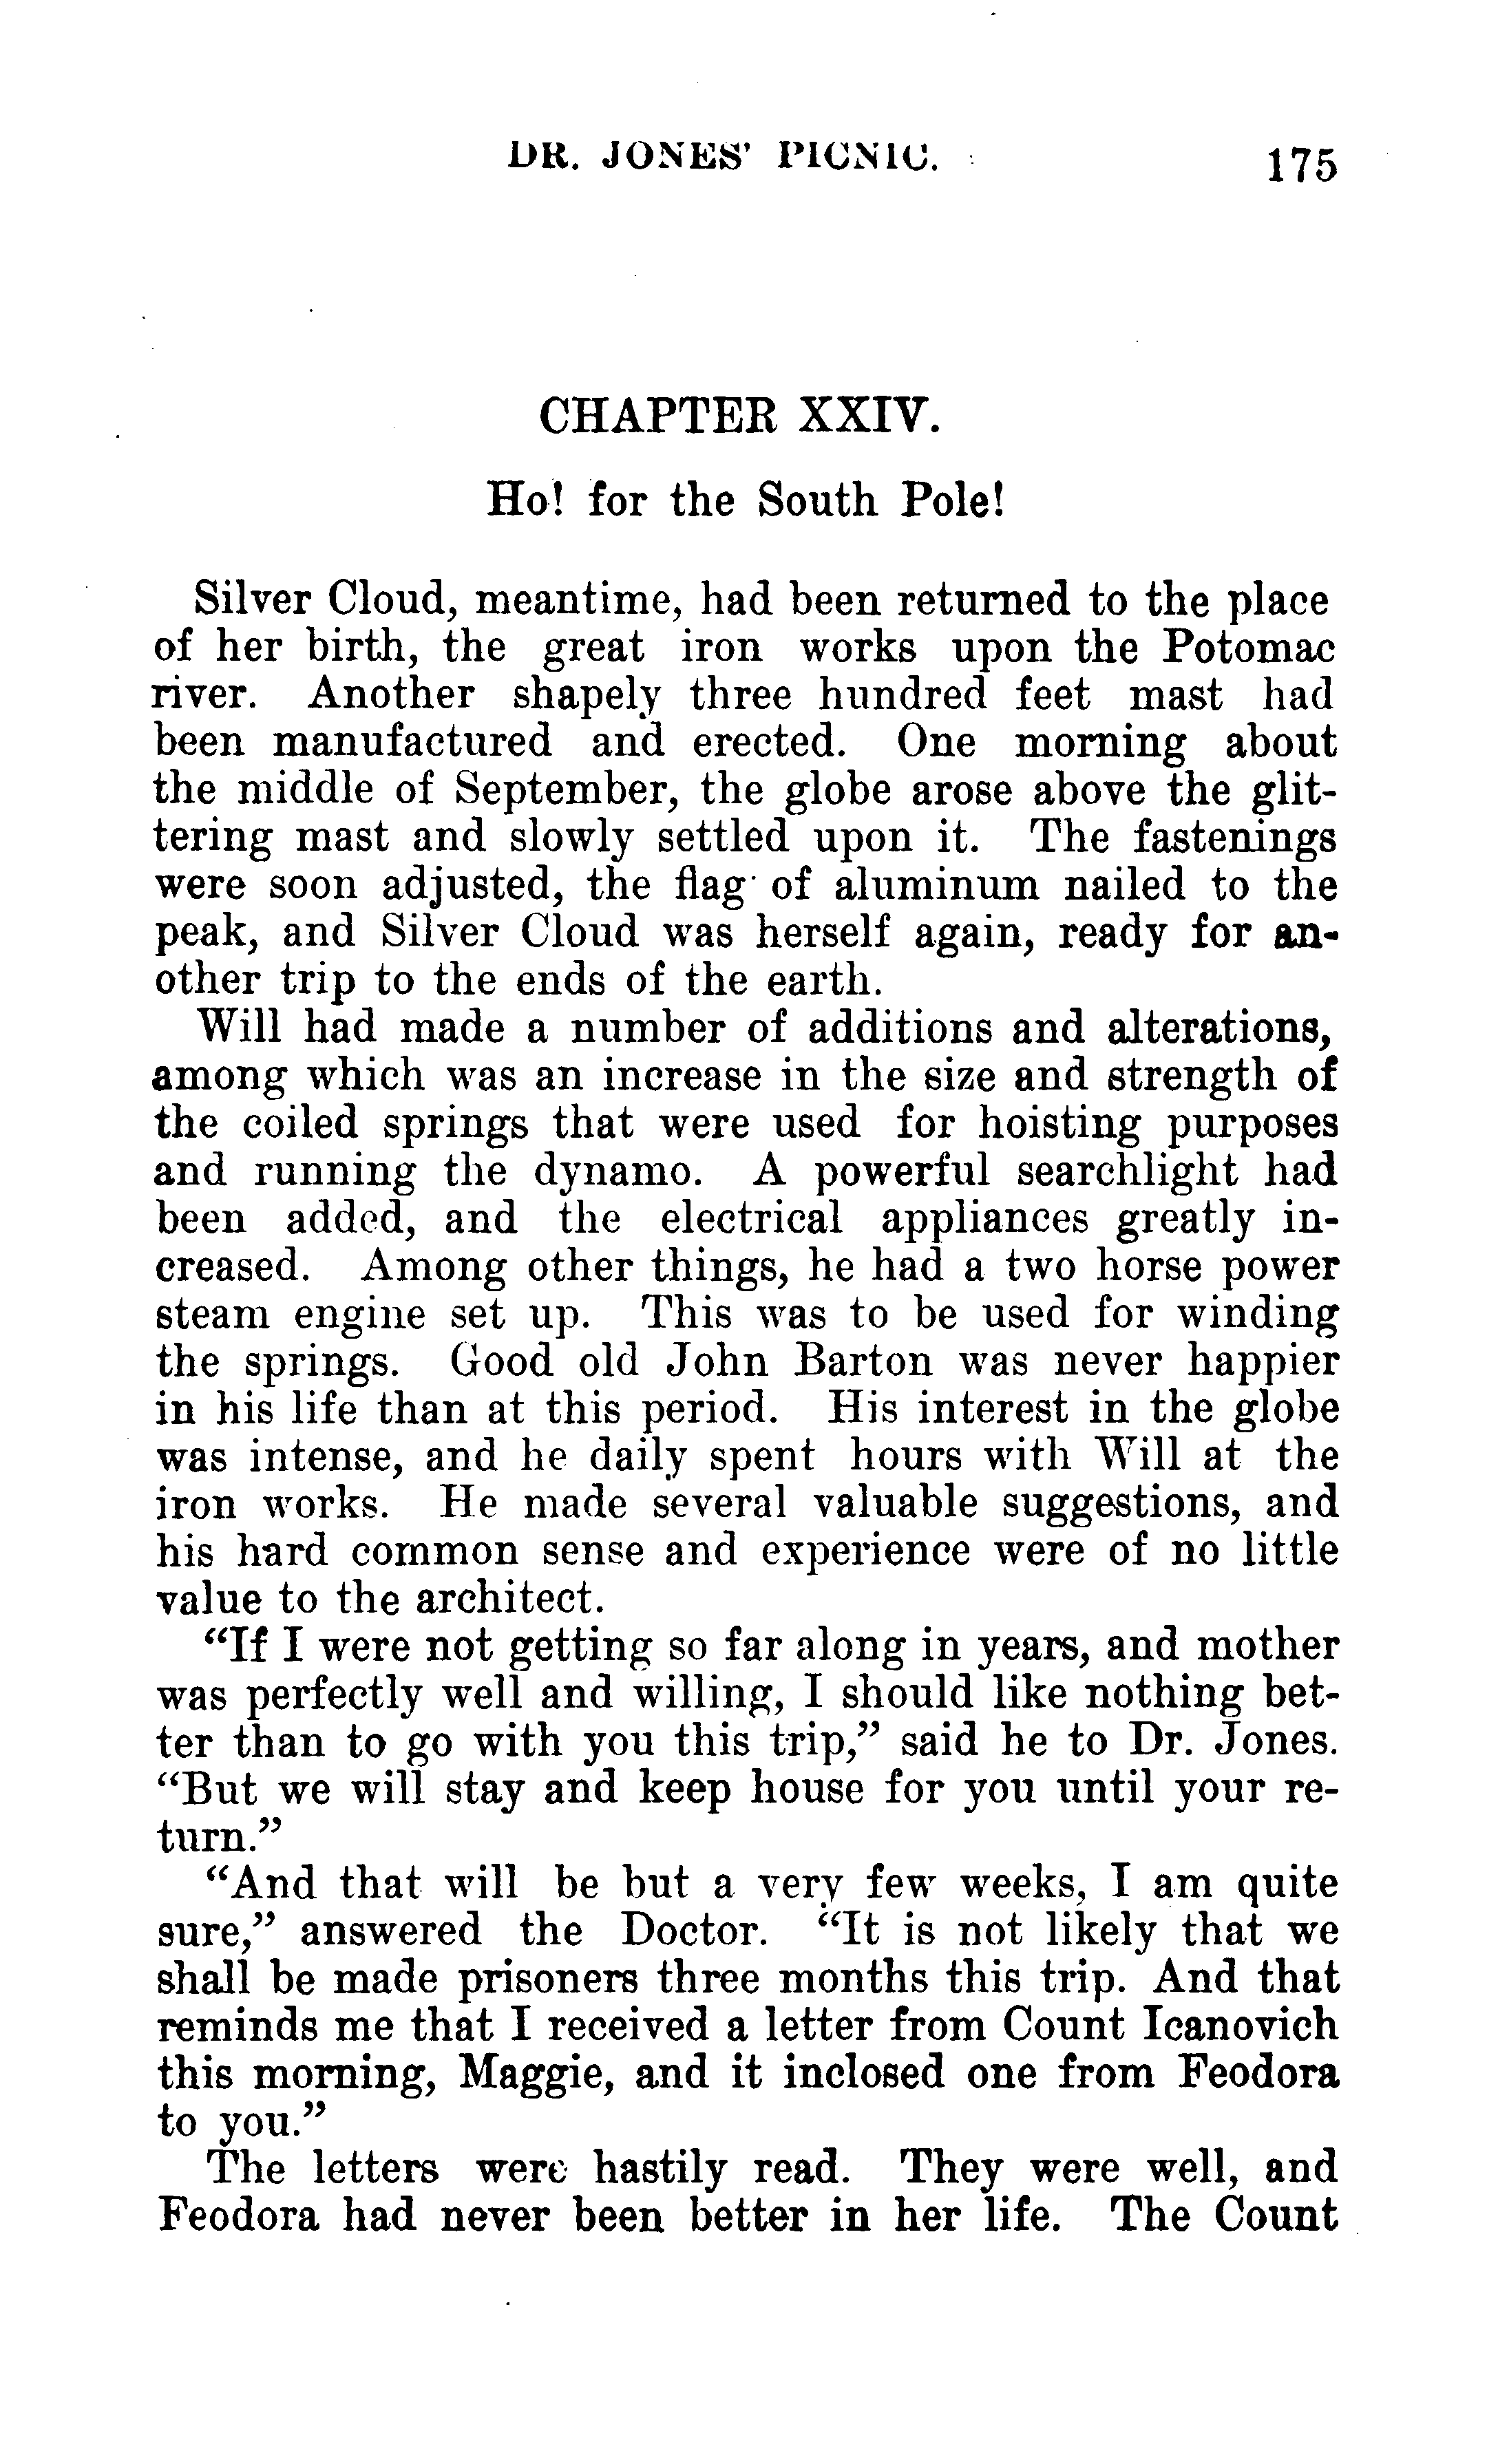 DR. JONES' PICNIC. 175
CHAPTER XXIV.
Ho! for the South Pole!
Silver Cloud, meantime, had been returned to the place
of her birth, the great iron works upon the Potomac
river. Another shapely three hundred feet mast had
been manufactured and erected. One morning about
the middle of September, the globe arose above the glit-
tering mast and slowly settled upon it. The fastenings
were soon adjusted, the flag of aluminum nailed to the
peak, and Silver Cloud was herself again, ready for an-
other trip to the ends of the earth.
Will had made a number of additions and alterations,
among which was an increase in the size and strength of
the coiled springs that were used for hoisting purposes
and running the dynamo. A powerful searchlight had
been added, and the electrical appliances greatly in-
creased. Among other things, he had a two horse power
steam engine set up. This was to be used for winding
the springs. Good old John Barton was never happier
in his life than at this period. His interest in the globe
was intense, and he daily spent hours with Will at the
iron works. He made several valuable suggestions, and
his hard common sense and experience were of no little
value to the architect.
"If I were not getting so far along in years, and mother
was perfectly well and willing, I should like nothing bet-
ter than to go with you this trip," said he to Dr. Jones.
"But we will stay and keep house for you until your re-
turn."
"And that will be but a very few weeks, I am quite
sure," answered the Doctor. "It is not likely that we
shall be made prisoners three months this trip. And that
reminds me that I received a letter from Count Icanovich
this morning, Maggie, and it inclosed one from Feodora
to you."
The letters were hastily read. They were well, and
Feodora had never been better in her life. The Count